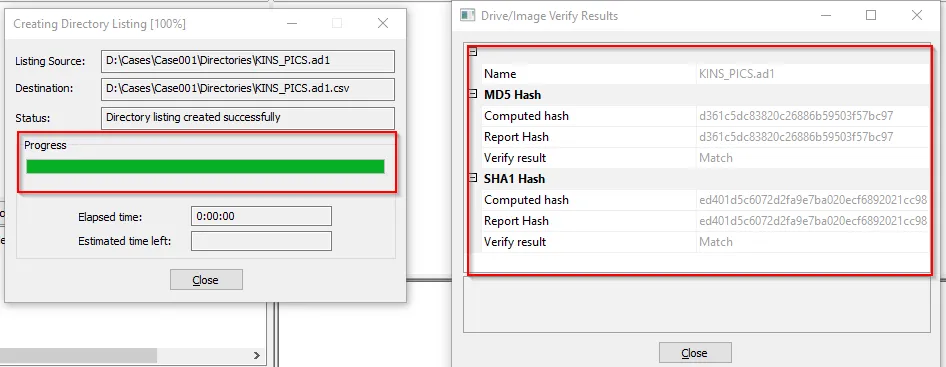 Creating Directory Listing [100%]
Listing Source: D:\Cases\Case001\Directories\KINS_PICS.ad1
Destination: D:\Cases\Case001\Directories\KINS_PICS.ad1.csv
Status: Directory listing created successfully
Progress
Elapsed time: 0:00:00
Estimated time left:
Close
Drive/Image Verify Results
Name KINS_PICS.ad1
MD5 Hash
Computed hash d361c5dc83820c26886b59503f57bc97
Report Hash d361c5dc83820c26886b59503f57bc97
Verify result Match
SHA1 Hash
Computed hash ed401d5c6072d2fa9e7ba020ecf6892021cc98
Report Hash ed401d5c6072d2fa9e7ba020ecf6892021cc98
Verify result Match
Close